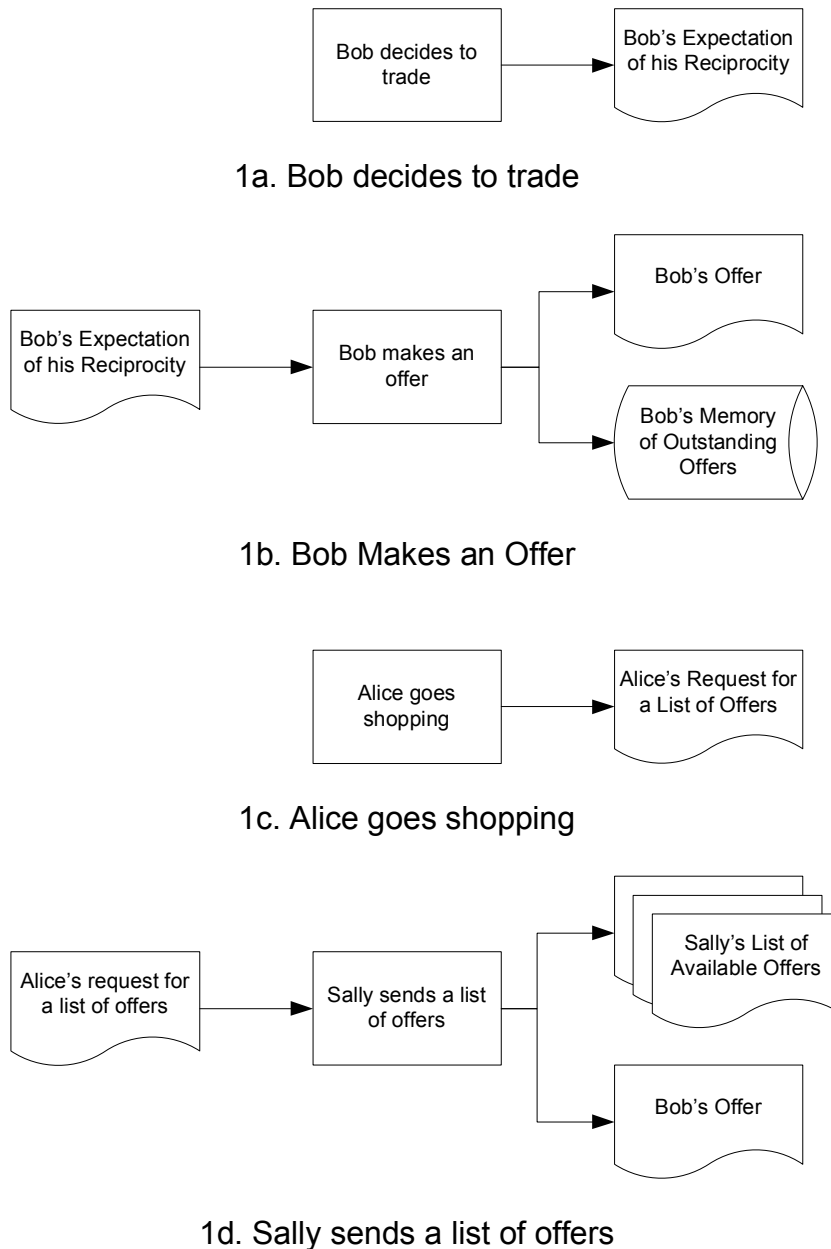 Bob decides to
trade
Bob's Expectation
of his Reciprocity
1a. Bob decides to trade
Bob's Expectation
of his Reciprocity
Bob makes an
offer
Bob's Offer
Bob's Memory
of Outstanding
Offers
1b. Bob Makes an Offer
Alice goes
shopping
Alice's Request for
a List of Offers
1c. Alice goes shopping
Alice's request for
a list of offers
Sally sends a list
of offers
Sally's List of
Available Offers
Bob's Offer
1d. Sally sends a list of offers